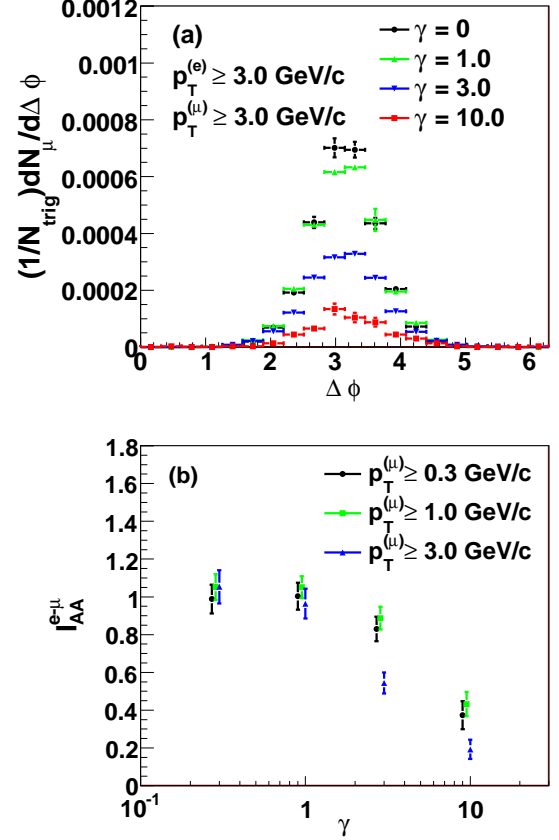 0.0012
0.001
0.0008
0.0006
0.0004
0.0002
0
(1/N_trig)dN_μ/dΔ ϕ
(a)
p_T^(e) ≥ 3.0 GeV/c
p_T^(μ) ≥ 3.0 GeV/c
γ = 0
γ = 1.0
γ = 3.0
γ = 10.0
0 1 2 3 4 5 6
Δ ϕ
1.8
1.6
1.4
1.2
1
0.8
0.6
0.4
0.2
0
I_AA^e-μ
(b)
p_T^(μ) ≥ 0.3 GeV/c
p_T^(μ) ≥ 1.0 GeV/c
p_T^(μ) ≥ 3.0 GeV/c
10^-1 1 10
γ